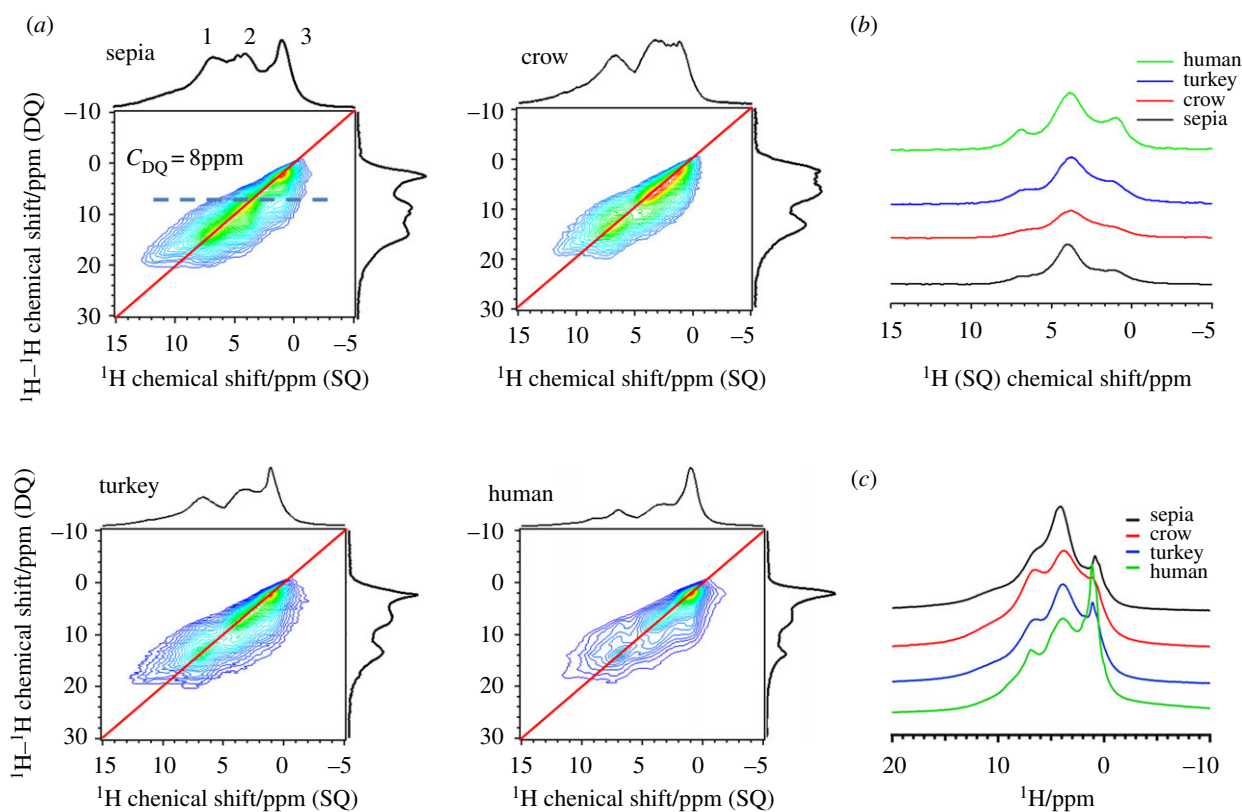 (a)
sepia
1 2 3
–10
0
10
20
30
C_DQ = 8ppm
15 10 5 0 –5
¹H chemical shift/ppm (SQ)
¹H–¹H chemical shift/ppm (DQ)
crow
–10
0
10
20
30
15 10 5 0 –5
¹H chemical shift/ppm (SQ)
(b)
human
turkey
crow
sepia
15 10 5 0 –5
¹H (SQ) chemical shift/ppm
turkey
–10
0
10
20
30
15 10 5 0 –5
¹H chenical shift/ppm (SQ)
¹H–¹H chemical shift/ppm (DQ)
human
–10
0
10
20
30
15 10 5 0 –5
¹H chenical shift/ppm (SQ)
(c)
sepia
crow
turkey
human
20 10 0 –10
¹H/ppm